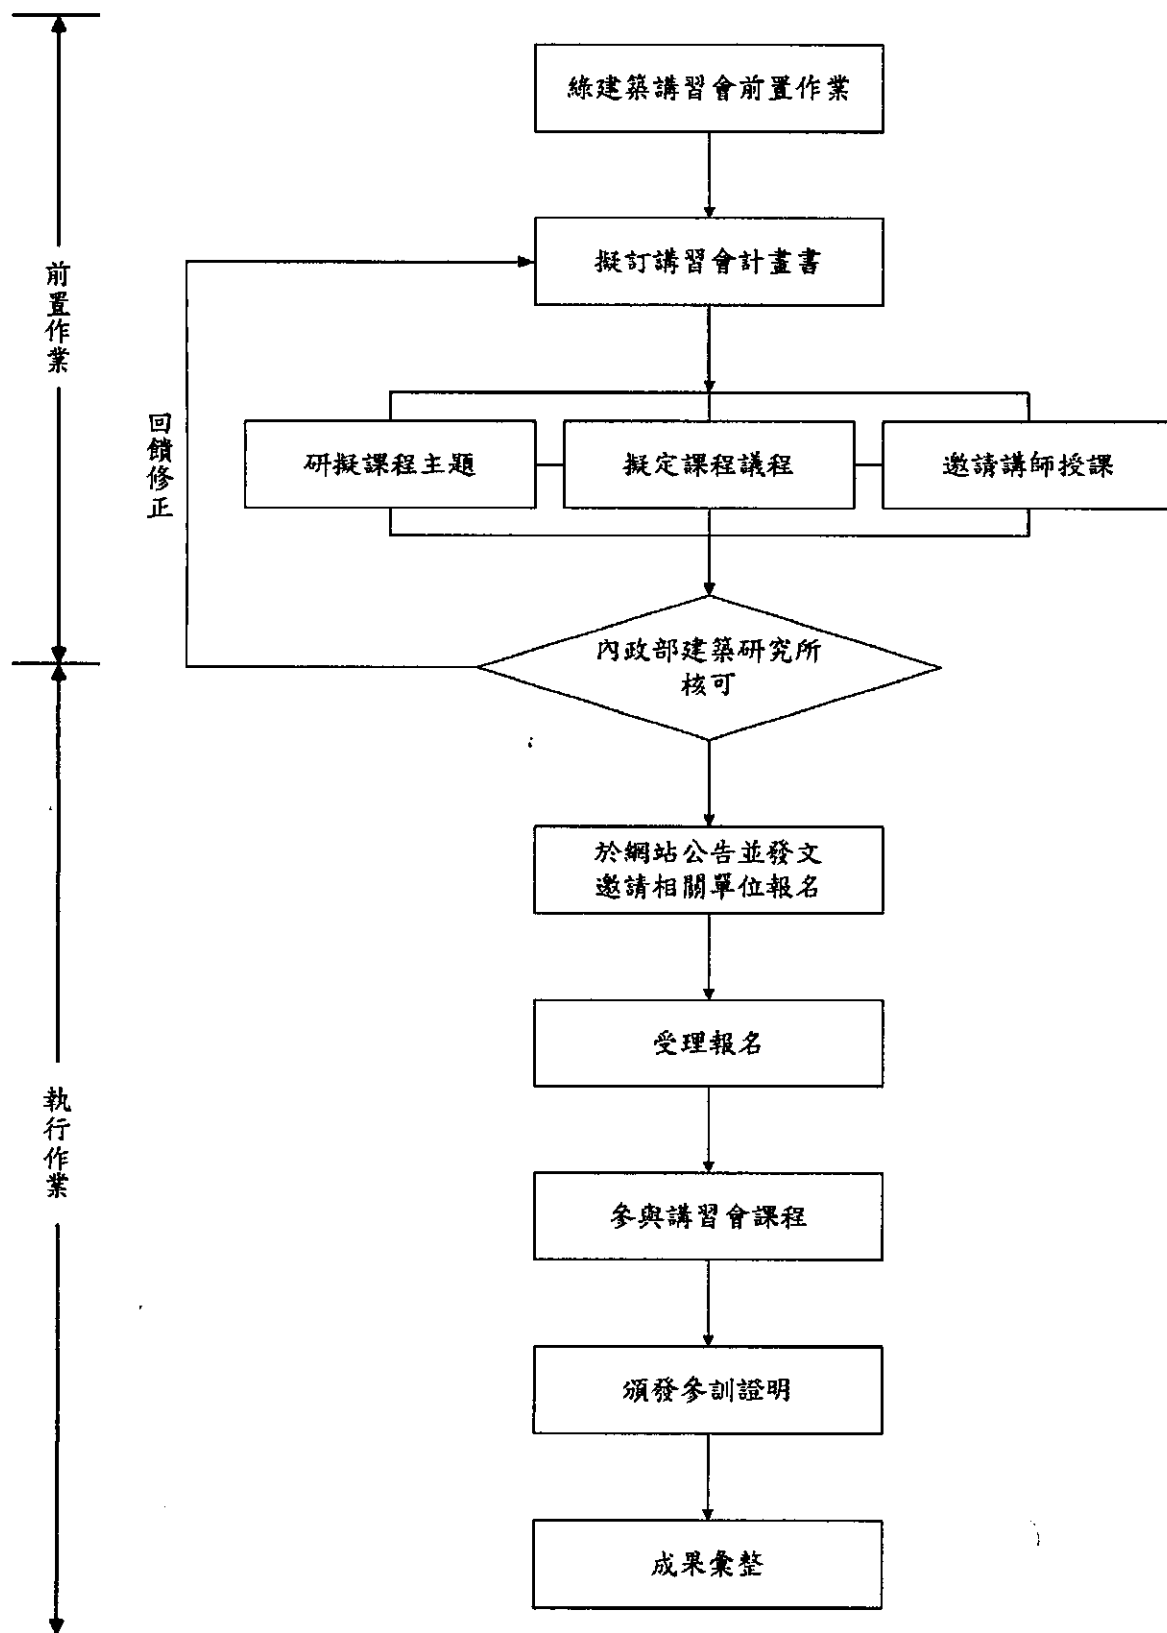 綠建築講習會前置作業
擬訂講習會計畫書
前置作業
回饋修正
研擬課程主題
擬定課程議程
邀請講師授課
內政部建築研究所
核可
於網站公告並發文
邀請相關單位報名
受理報名
執行作業
參與講習會課程
頒發參訓證明
成果彙整